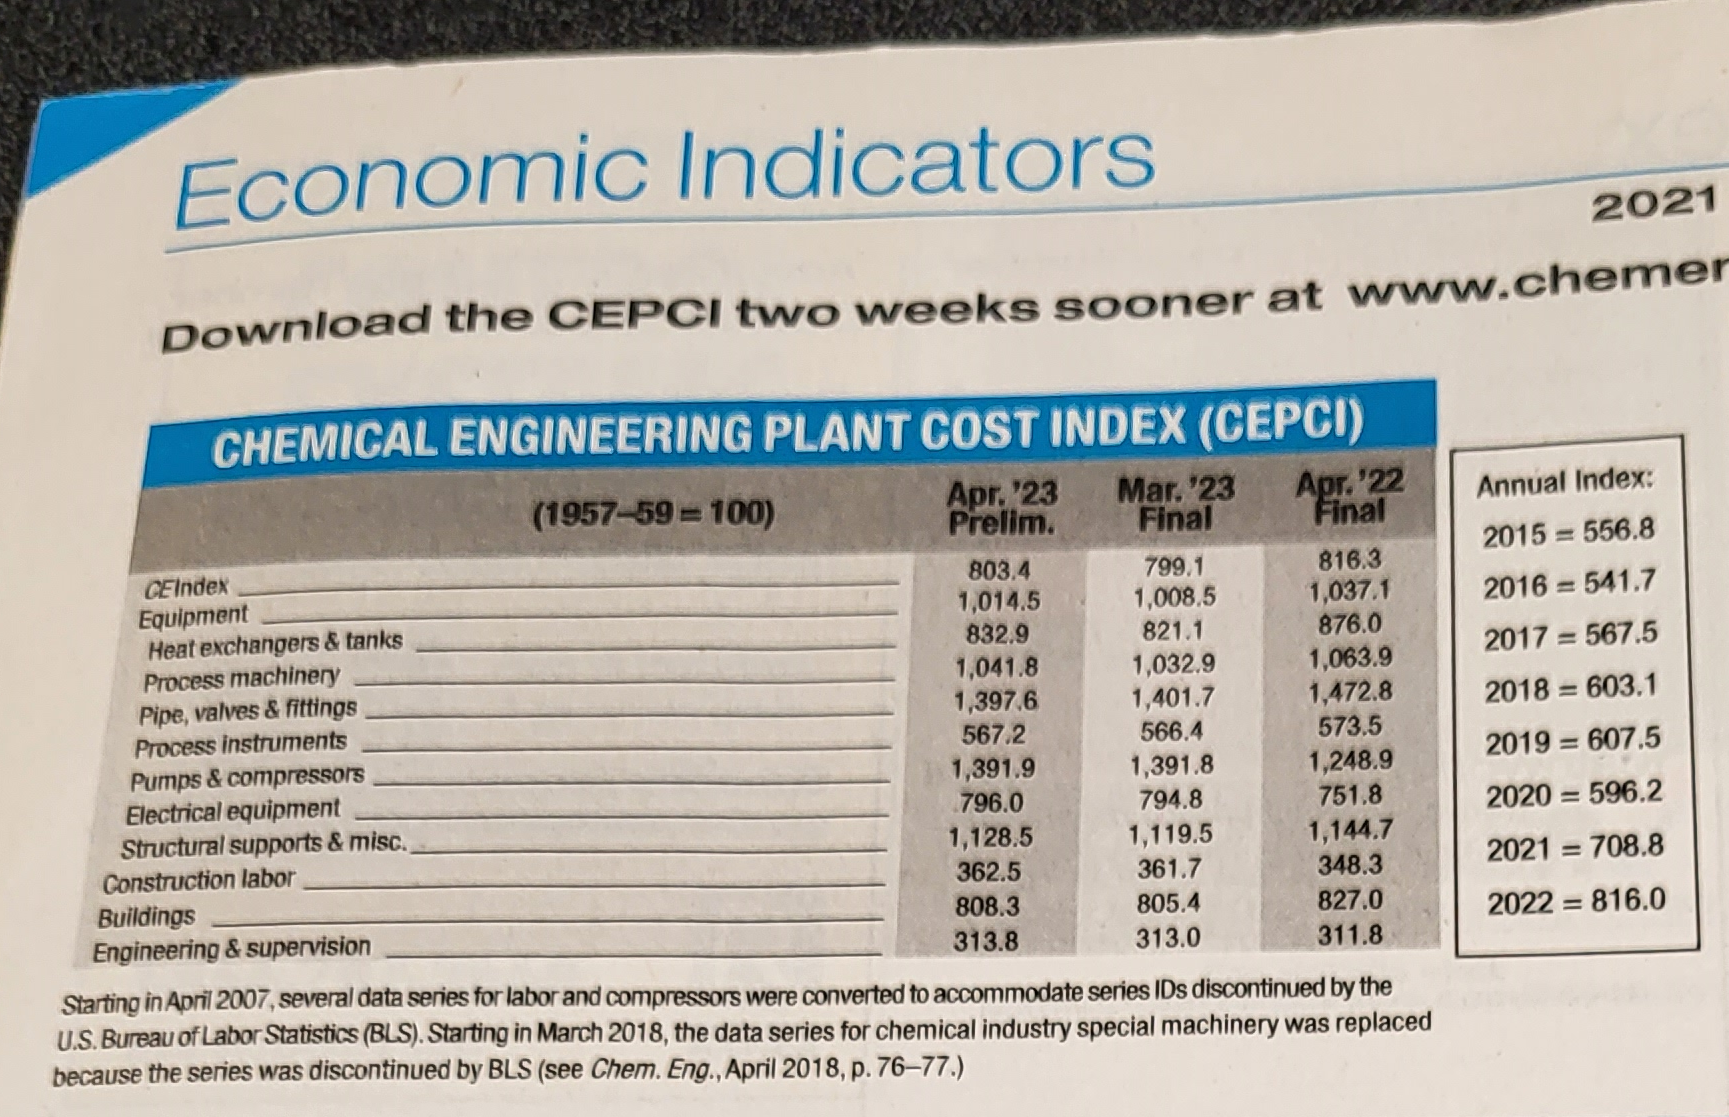 Economic Indicators
2021
Download the CEPCI two weeks sooner at www.chemen
CHEMICAL ENGINEERING PLANT COST INDEX (CEPCI)
(1957–59 = 100) Apr. '23 Prelim. Mar. '23 Final Apr. '22 Final
CEIndex 803.4 799.1 816.3
Equipment 1,014.5 1,008.5 1,037.1
Heat exchangers & tanks 832.9 821.1 876.0
Process machinery 1,041.8 1,032.9 1,063.9
Pipe, valves & fittings 1,397.6 1,401.7 1,472.8
Process instruments 567.2 566.4 573.5
Pumps & compressors 1,391.9 1,391.8 1,248.9
Electrical equipment 796.0 794.8 751.8
Structural supports & misc. 1,128.5 1,119.5 1,144.7
Construction labor 362.5 361.7 348.3
Buildings 808.3 805.4 827.0
Engineering & supervision 313.8 313.0 311.8
Annual Index:
2015 = 556.8
2016 = 541.7
2017 = 567.5
2018 = 603.1
2019 = 607.5
2020 = 596.2
2021 = 708.8
2022 = 816.0
Starting in April 2007, several data series for labor and compressors were converted to accommodate series IDs discontinued by the
U.S. Bureau of Labor Statistics (BLS). Starting in March 2018, the data series for chemical industry special machinery was replaced
because the series was discontinued by BLS (see Chem. Eng., April 2018, p. 76–77.)